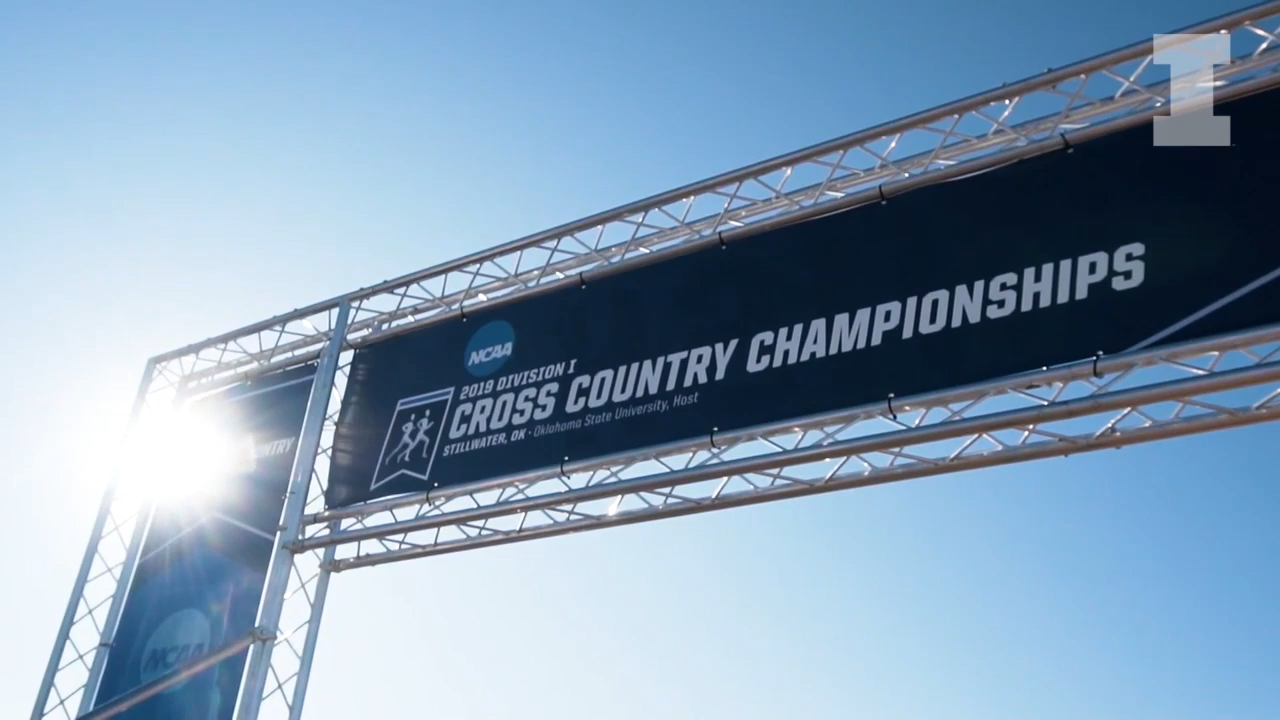 I
NCAA
2019 DIVISION I
CROSS COUNTRY CHAMPIONSHIPS
STILLWATER, OK • Oklahoma State University, Host
NCAA